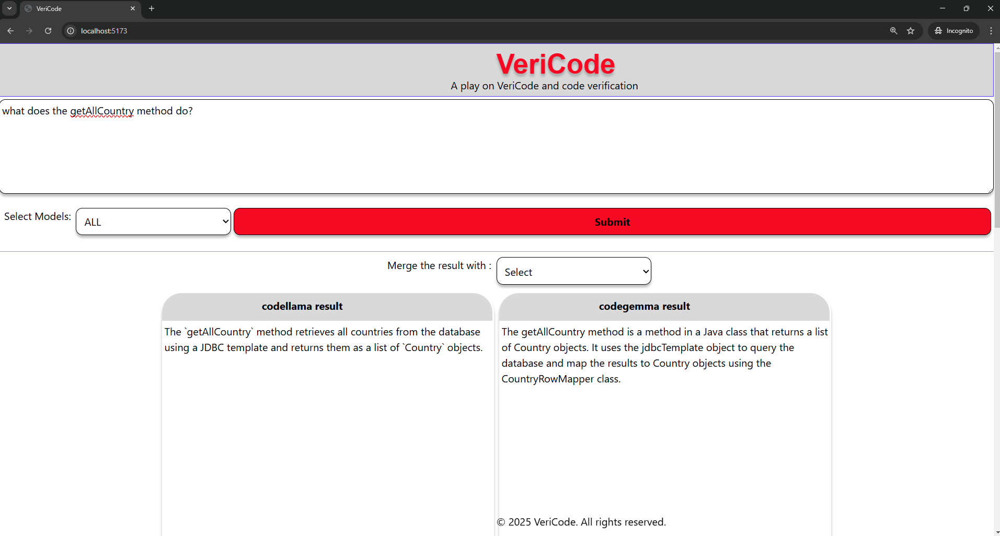 VeriCode
localhost:5173
Incognito
VeriCode
A play on VeriCode and code verification
what does the getAllCountry method do?
Select Models:
ALL
Submit
Merge the result with :
Select
codellama result
The `getAllCountry` method retrieves all countries from the database
using a JDBC template and returns them as a list of `Country` objects.
codegemma result
The getAllCountry method is a method in a Java class that returns a list
of Country objects. It uses the jdbcTemplate object to query the
database and map the results to Country objects using the
CountryRowMapper class.
© 2025 VeriCode. All rights reserved.